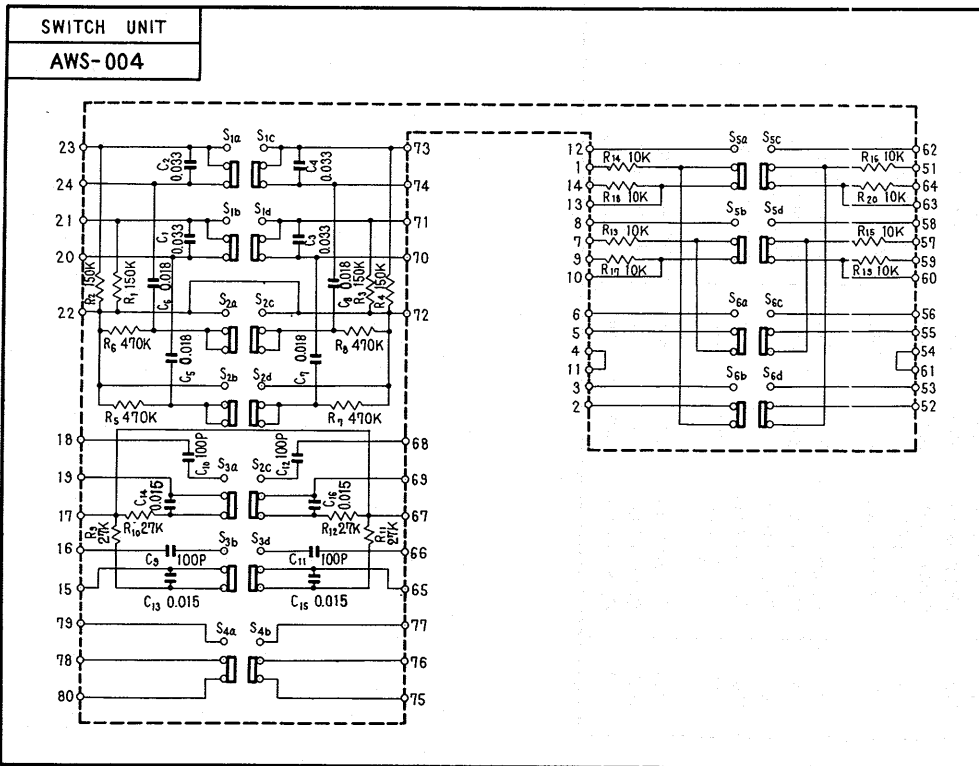 SWITCH UNIT
AWS-004
23 S1a S1c 73
C2 0.033
C4 0.033
24 74
21 S1b S1d 71
C1 0.033
C3 0.033
20 70
R2 150K
R1 150K
C6 0.018
C8 0.018
R3 150K
R4 150K
22 S2a S2c 72
R6 470K
R8 470K
C5 0.018
C7 0.018
S2b S2d
R5 470K
R7 470K
18 68
C10 100P
C12 100P
19 S3a S2c 69
C14 0.015
C16 0.015
17 67
R9 27K
R10 27K
R12 27K
R11 27K
16 S3b S3d 66
C9 100P
C11 100P
15 65
C13 0.015
C15 0.015
79 S4a S4b 77
78 76
80 75
12 S5a S5c 62
1 R14 10K R16 10K 51
14 64
R18 10K R20 10K
13 63
8 S5b S5d 58
7 R13 10K R15 10K 57
9 59
R17 10K R19 10K
10 60
6 S6a S6c 56
5 55
4 54
11 61
3 S6b S6d 53
2 52